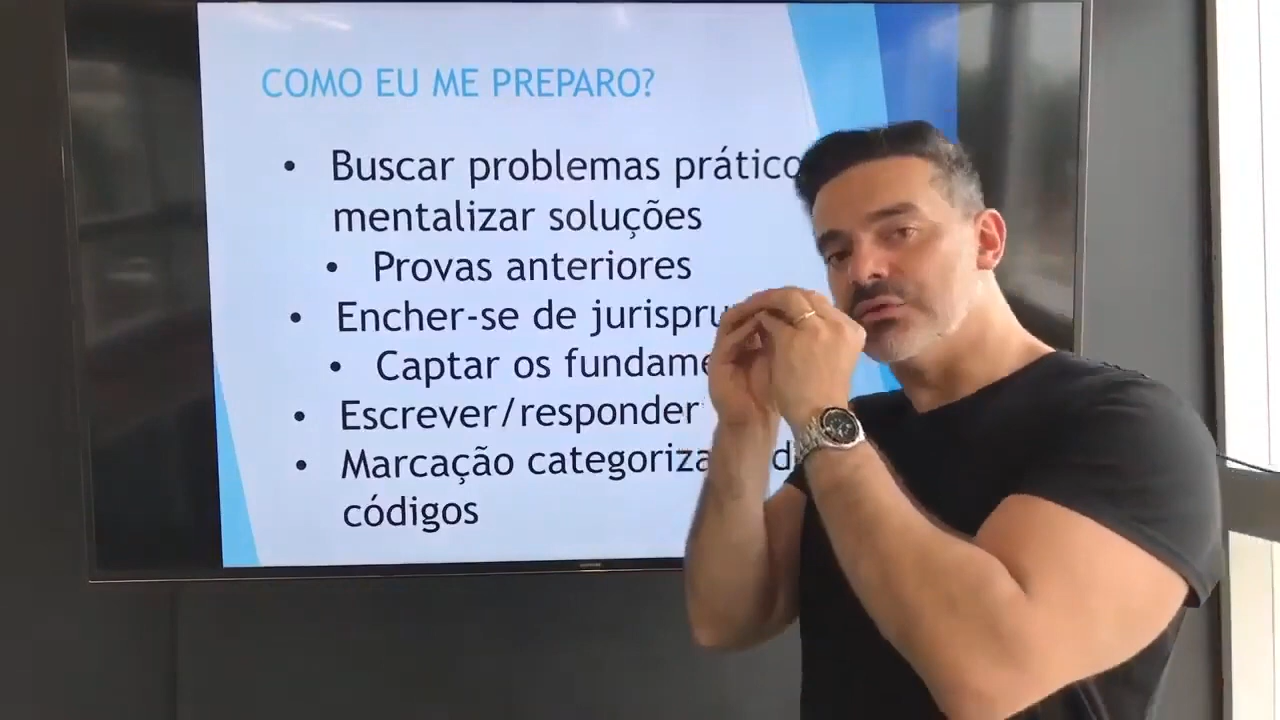 COMO EU ME PREPARO?
• Buscar problemas prático
mentalizar soluções
• Provas anteriores
• Encher-se de jurispru
• Captar os fundame
• Escrever/responder
• Marcação categoriza d
códigos